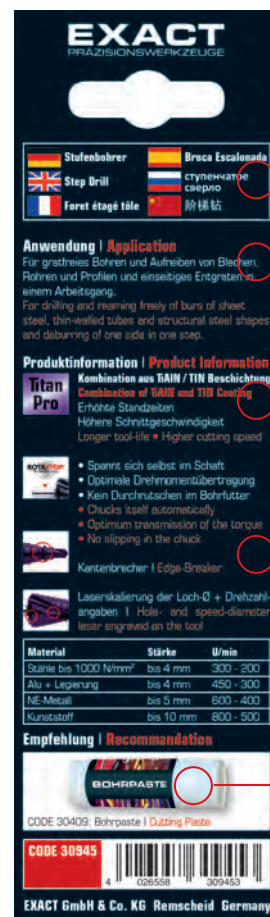 EXACT
PRÄZISIONSWERKZEUGE
Stufenbohrer
Broca Escalonada
Step Drill
ступенчатое
сверло
Foret étagé tôle
阶梯钻
Anwendung | Application
Für gratfreies Bohren und Aufreiben von Blechen,
Rohren und Profilen und einseitiges Entgraten in
einem Arbeitsgang.
For drilling and reaming freely of burs of sheet
steel, thin-walled tubes and structural steel shapes
and deburring of one side in one step.
Produktinformation | Product Information
Titan
Pro
Kombination aus TiAIN / TIN Beschichtung
Combination of TiAIN and TIN Coating
Erhöhte Standzeiten
Höhere Schnittgeschwindigkeit
Longer tool-life • Higher cutting speed
ROTASTOP
• Spannt sich selbst im Schaft
• Optimale Drehmomentübertragung
• Kein Durchrutschen im Bohrfutter
• Chucks itself automatically
• Optimum transmission of the torque
• No slipping in the chuck
Kantenbrecher | Edge-Breaker
Laserskalierung der Loch-Ø + Drehzahl-
angaben | Hole- and speed-diameter
laser engraved on the tool
Material Stärke U/min
Stähle bis 1000 N/mm² bis 4 mm 300 - 200
Alu + Legierung bis 4 mm 450 - 300
NE-Metall bis 5 mm 600 - 400
Kunststoff bis 10 mm 800 - 500
Empfehlung | Recommandation
BOHRPASTE
CODE 30409: Bohrpaste | Cutting Paste
CODE 30945
4 026558 309453
EXACT GmbH & Co. KG Remscheid Germany